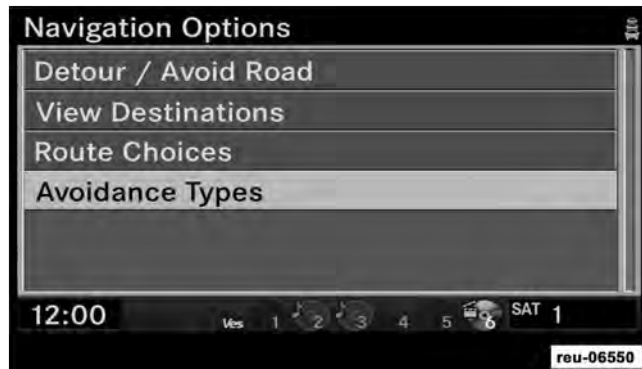 Navigation Options
Detour / Avoid Road
View Destinations
Route Choices
Avoidance Types
12:00 Ves 1 2 3 4 5 6 SAT 1
reu-06550